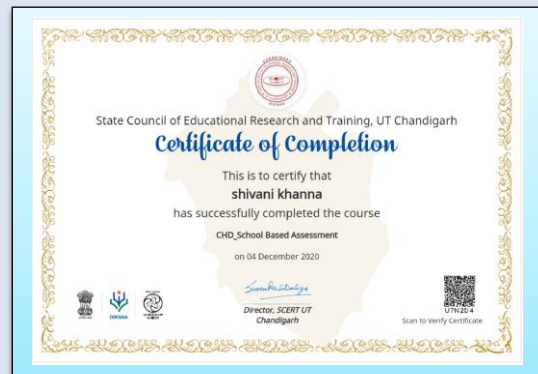 State Council of Educational Research and Training, UT Chandigarh
Certificate of Completion
This is to certify that
shivani khanna
has successfully completed the course
CHD_School Based Assessment
on 04 December 2020
Director, SCERT UT
Chandigarh
DIKSHA
U7N2D4
Scan to Verify Certificate